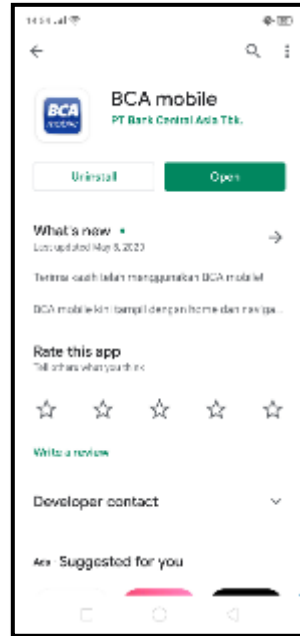 BCA mobile
PT Bank Central Asia Tbk.
BCA
mobile
Uninstall
Open
What's new •
Last updated May 8, 2023
Terima kasih telah menggunakan BCA mobile!
BCA mobile kini tampil dengan home dan naviga...
Rate this app
Tell others what you think
Write a review
Developer contact
Suggested for you